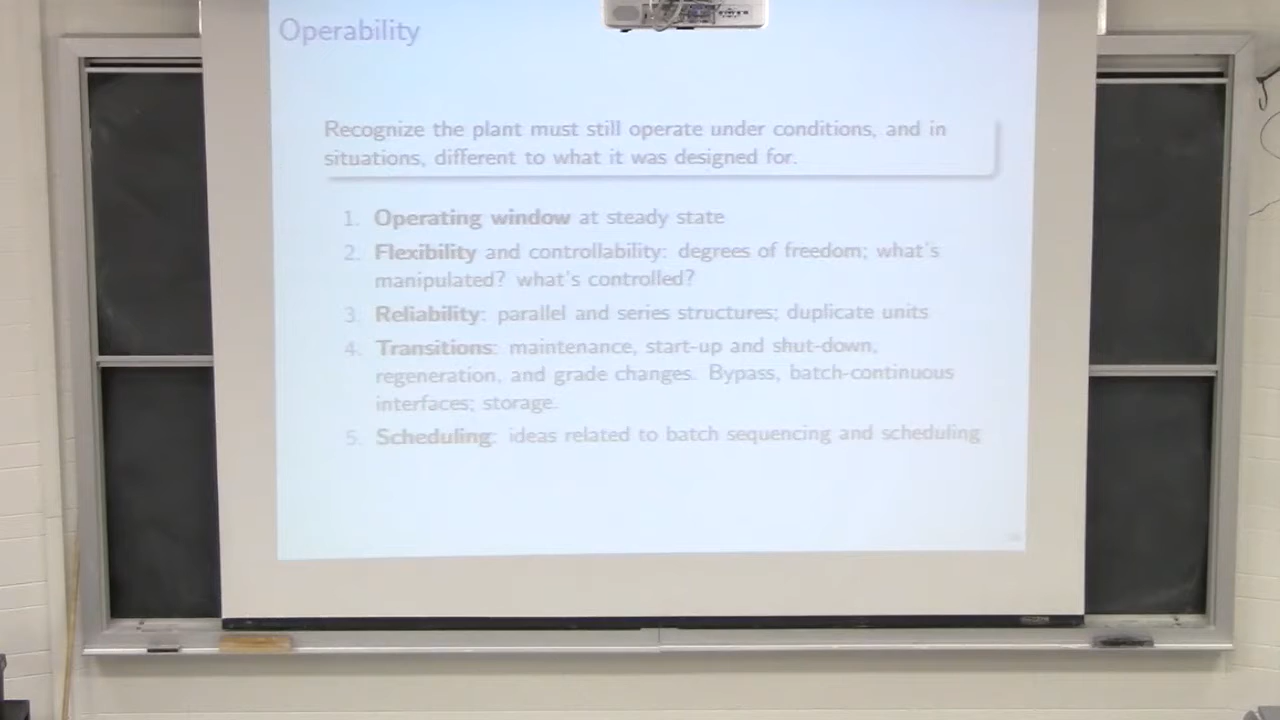 Operability
Recognize the plant must still operate under conditions, and in
situations, different to what it was designed for.
1. Operating window at steady state
2. Flexibility and controllability: degrees of freedom; what's
manipulated? what's controlled?
3. Reliability: parallel and series structures; duplicate units
4. Transitions: maintenance, start-up and shut-down,
regeneration, and grade changes. Bypass, batch-continuous
interfaces; storage.
5. Scheduling: ideas related to batch sequencing and scheduling